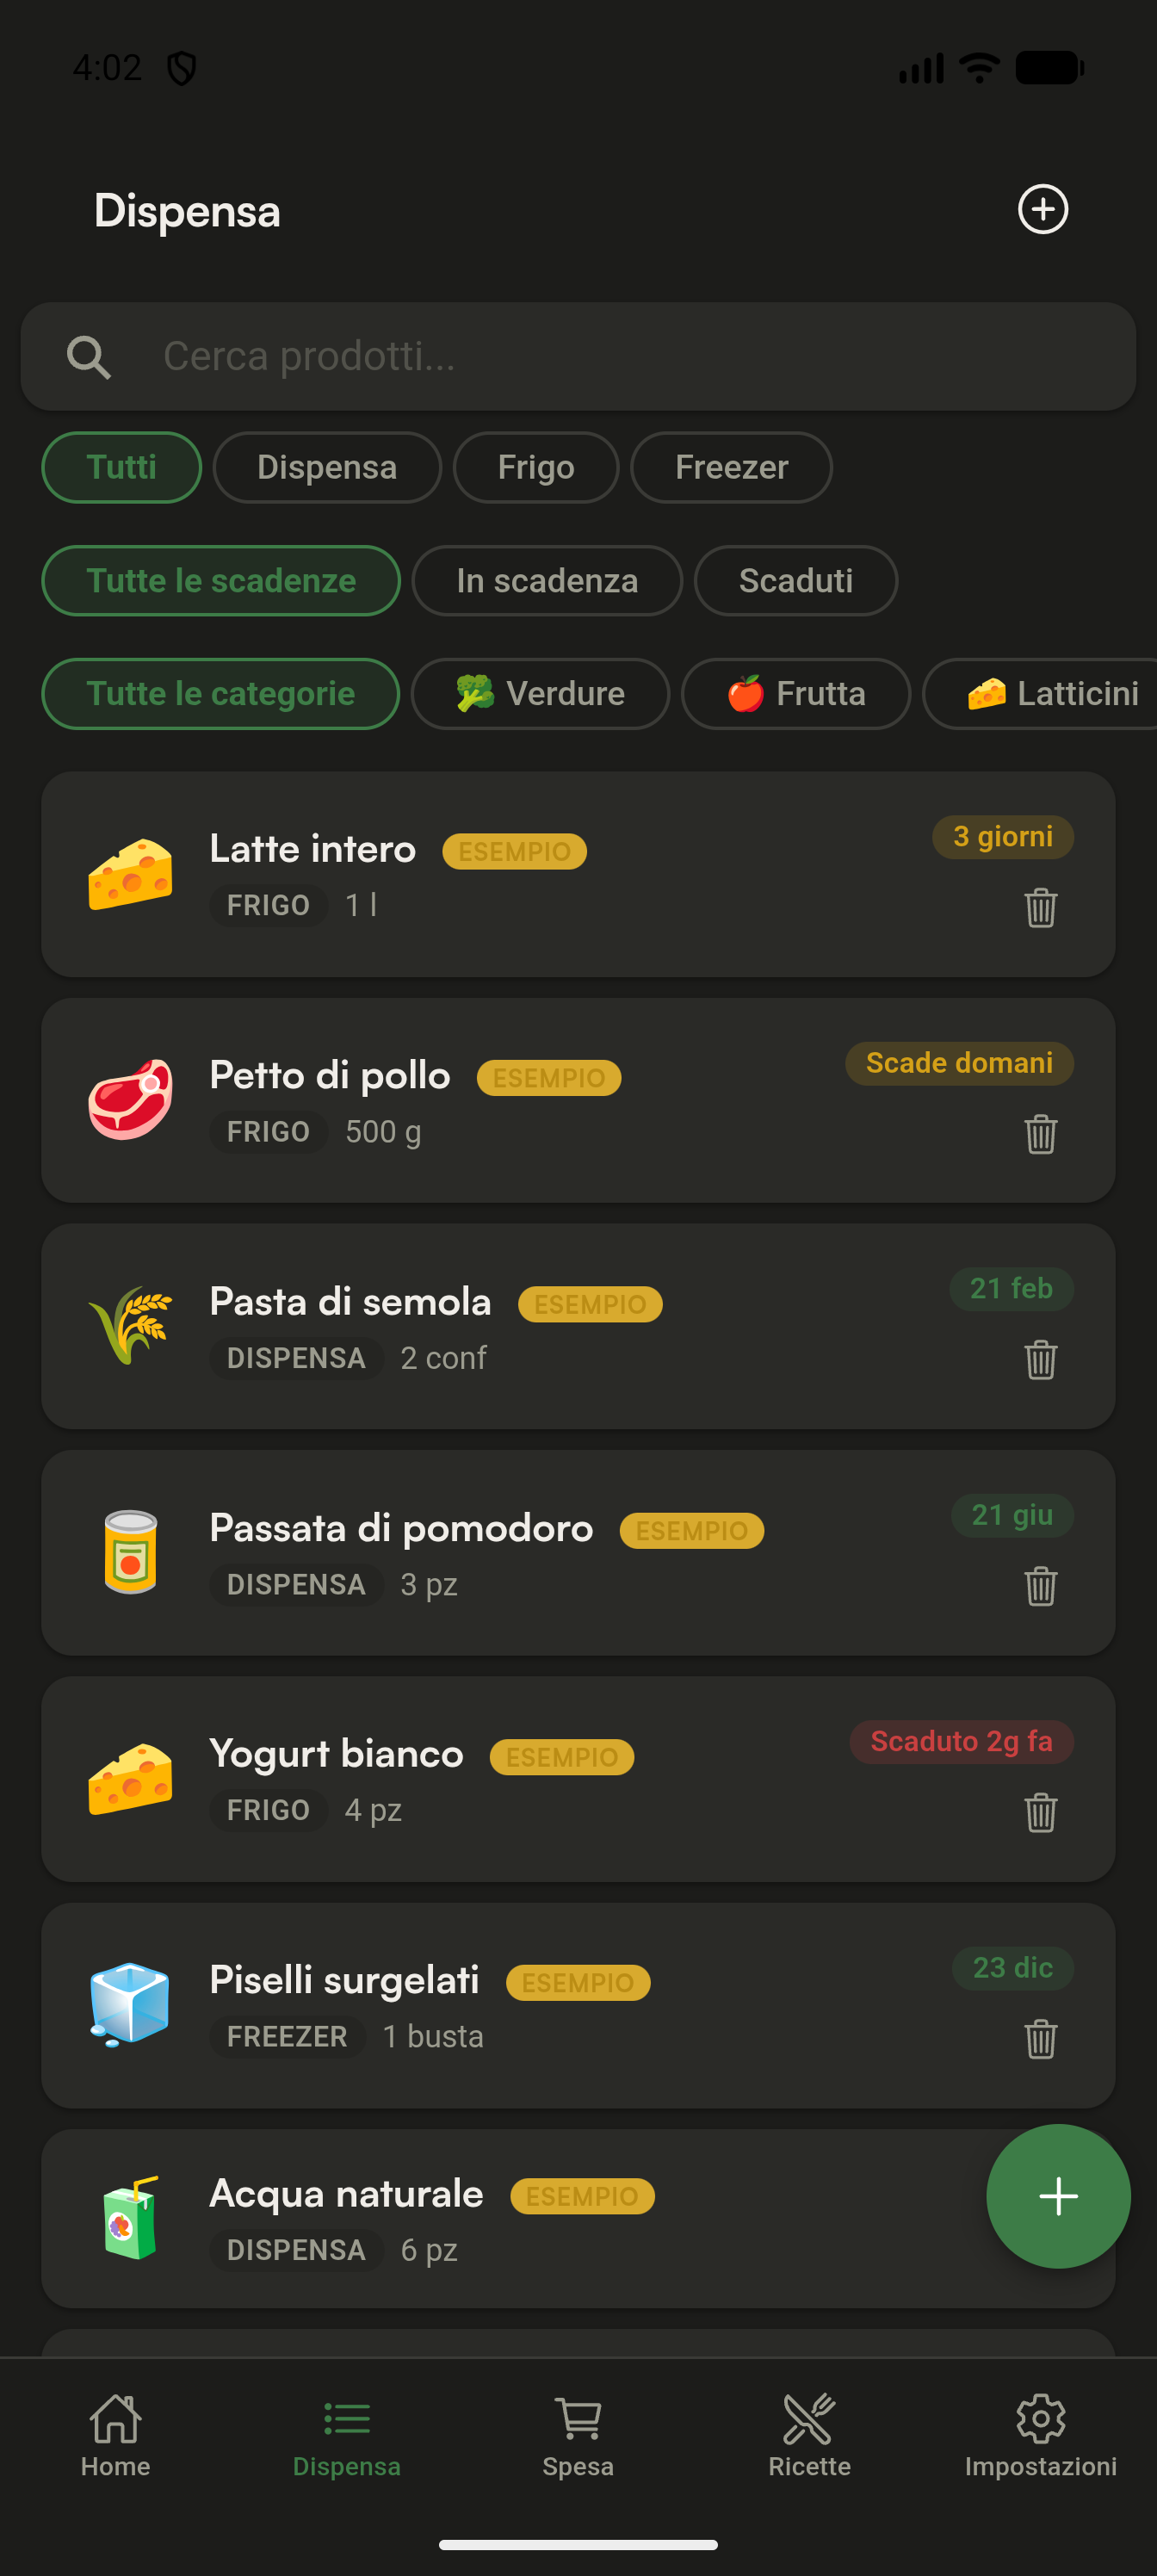 4:02
Dispensa
Cerca prodotti...
Tutti Dispensa Frigo Freezer
Tutte le scadenze In scadenza Scaduti
Tutte le categorie Verdure Frutta Latticini
Latte intero ESEMPIO 3 giorni
FRIGO 1 l
Petto di pollo ESEMPIO Scade domani
FRIGO 500 g
Pasta di semola ESEMPIO 21 feb
DISPENSA 2 conf
Passata di pomodoro ESEMPIO 21 giu
DISPENSA 3 pz
Yogurt bianco ESEMPIO Scaduto 2g fa
FRIGO 4 pz
Piselli surgelati ESEMPIO 23 dic
FREEZER 1 busta
Acqua naturale ESEMPIO
DISPENSA 6 pz
Home Dispensa Spesa Ricette Impostazioni